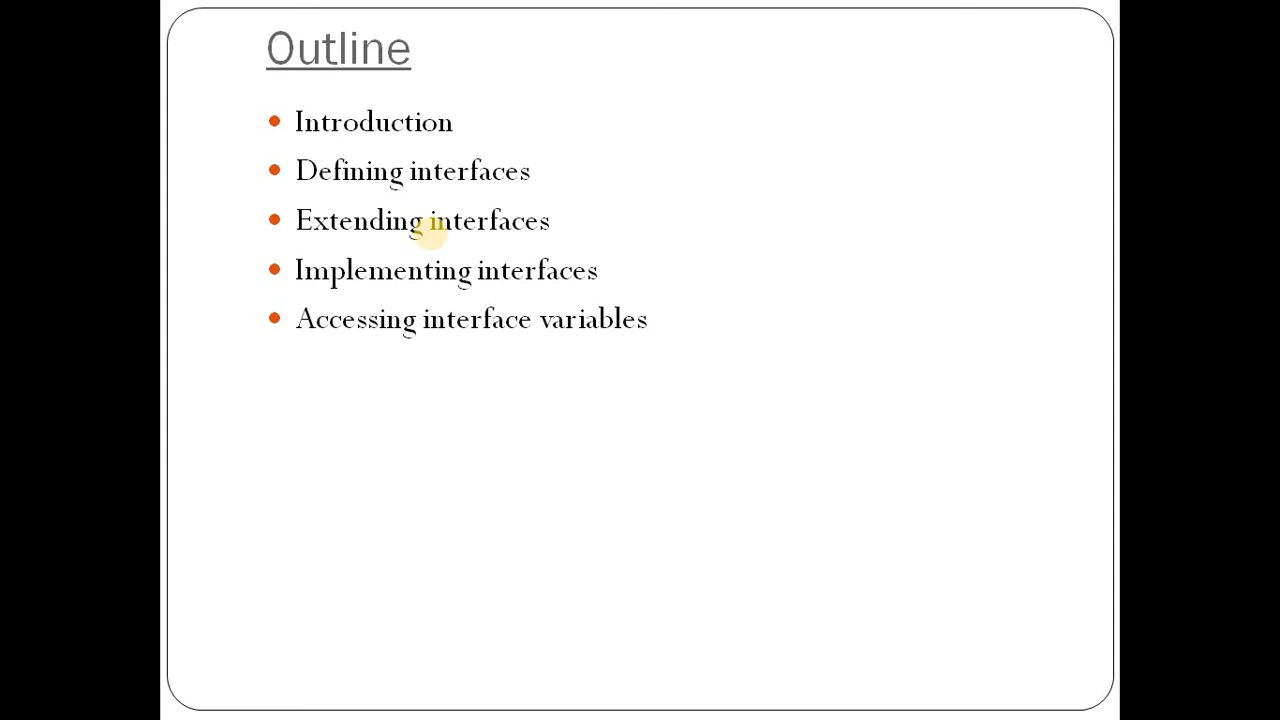 Outline
Introduction
Defining interfaces
Extending interfaces
Implementing interfaces
Accessing interface variables